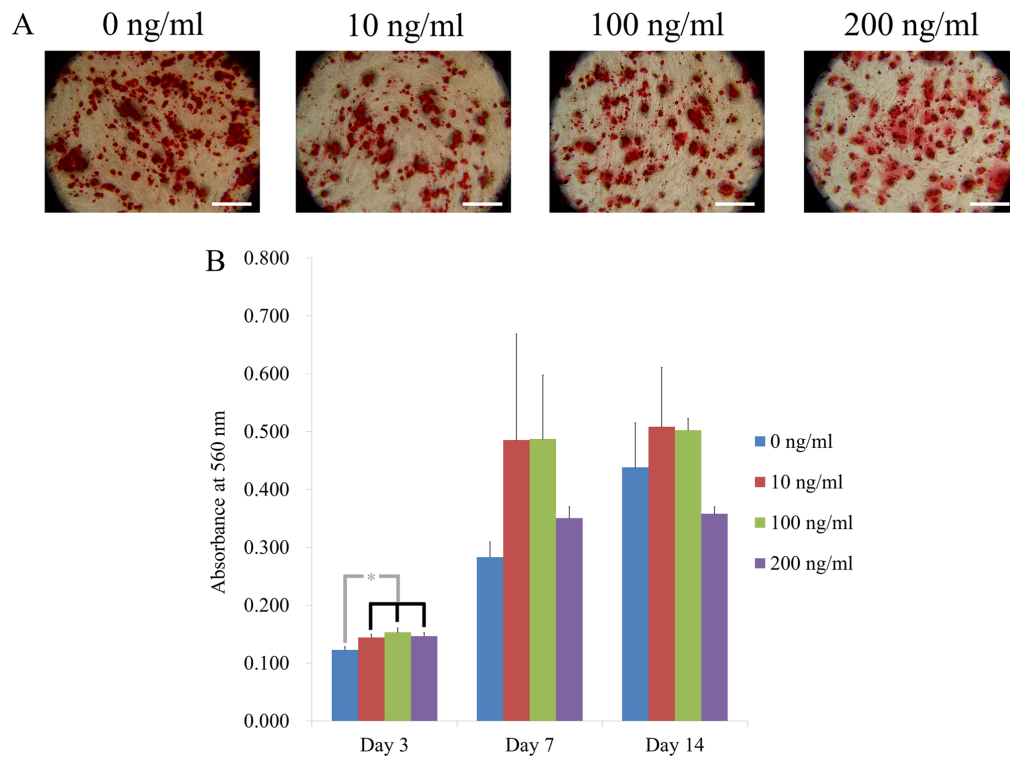 A
0 ng/ml
10 ng/ml
100 ng/ml
200 ng/ml
B
Absorbance at 560 nm
0.800
0.700
0.600
0.500
0.400
0.300
0.200
0.100
0.000
*
Day 3
Day 7
Day 14
0 ng/ml
10 ng/ml
100 ng/ml
200 ng/ml